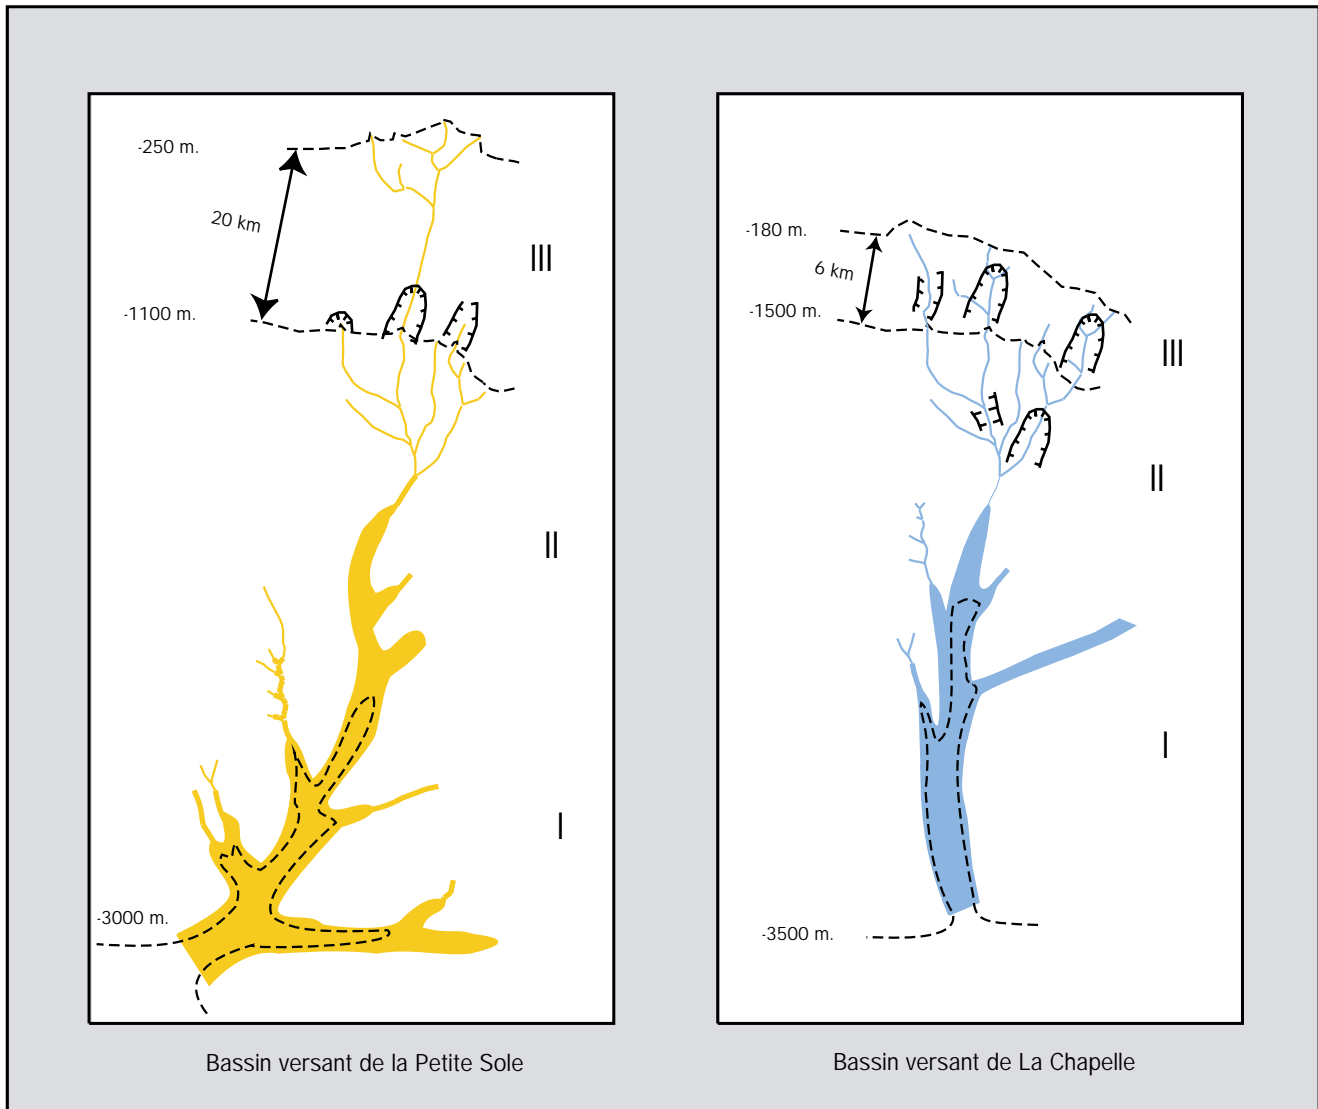 -250 m.
20 km
III
-1100 m.
II
I
-3000 m.
Bassin versant de la Petite Sole
-180 m.
6 km
-1500 m.
III
II
I
-3500 m.
Bassin versant de La Chapelle